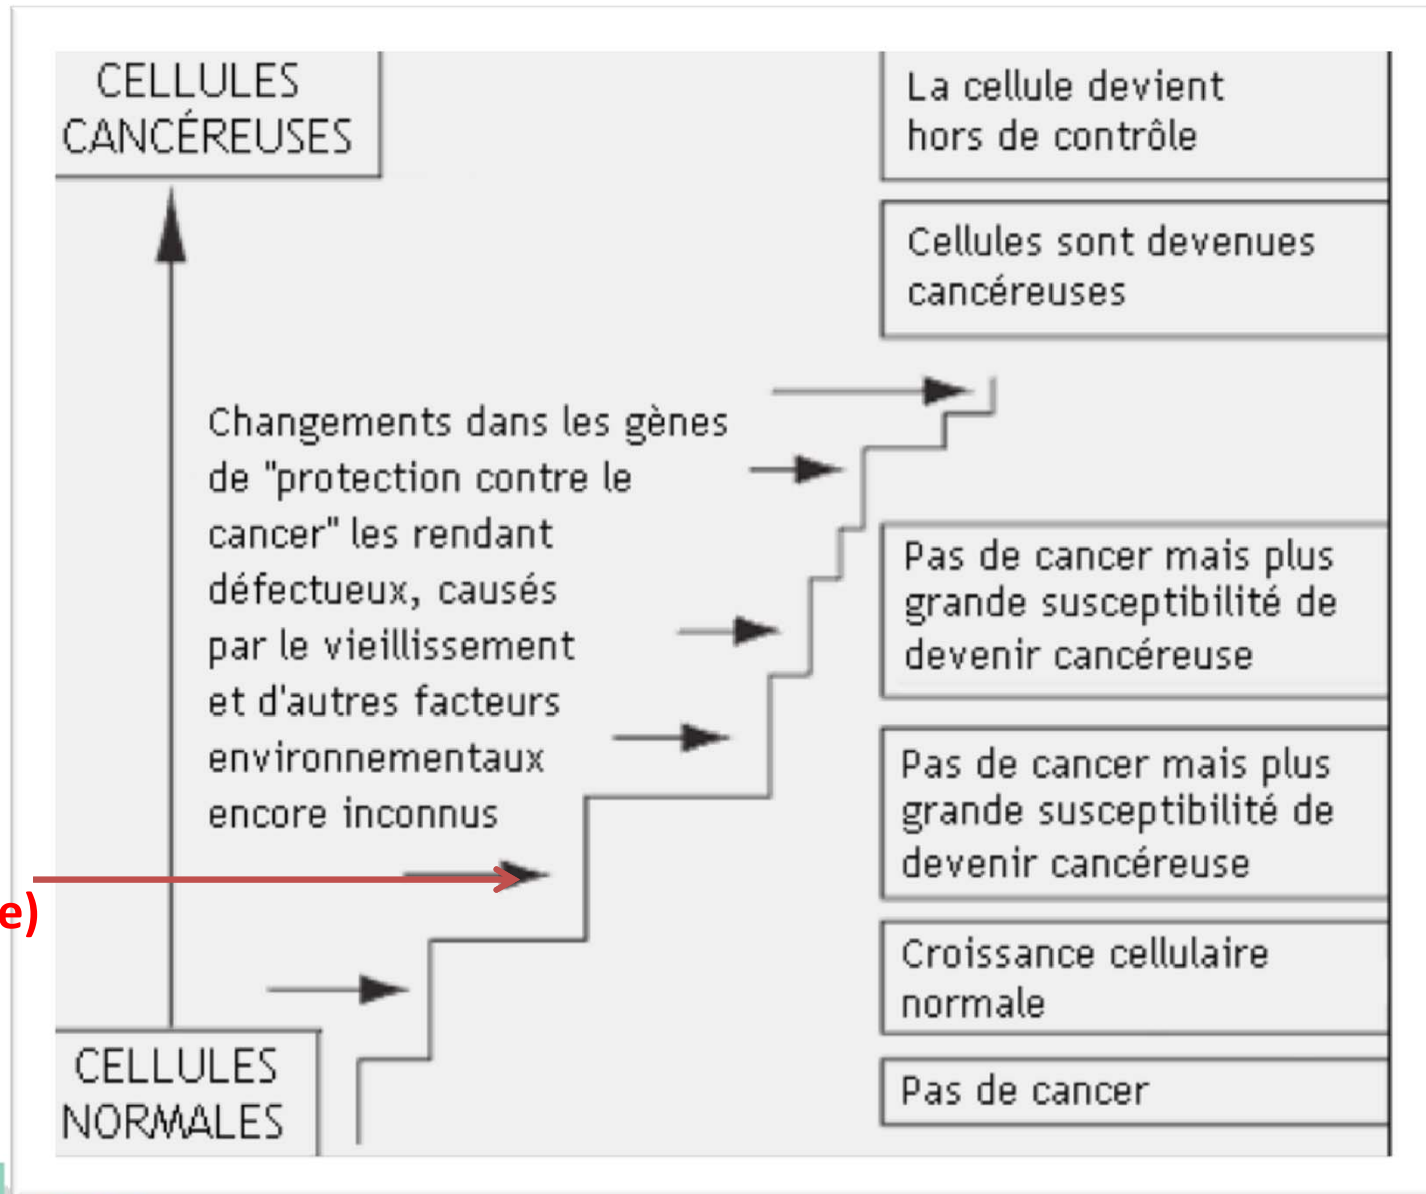 CELLULES
CANCÉREUSES
La cellule devient
hors de contrôle
Cellules sont devenues
cancéreuses
Changements dans les gènes
de "protection contre le
cancer" les rendant
défectueux, causés
par le vieillissement
et d'autres facteurs
environnementaux
encore inconnus
Pas de cancer mais plus
grande susceptibilité de
devenir cancéreuse
Pas de cancer mais plus
grande susceptibilité de
devenir cancéreuse
e)
Croissance cellulaire
normale
CELLULES
NORMALES
Pas de cancer